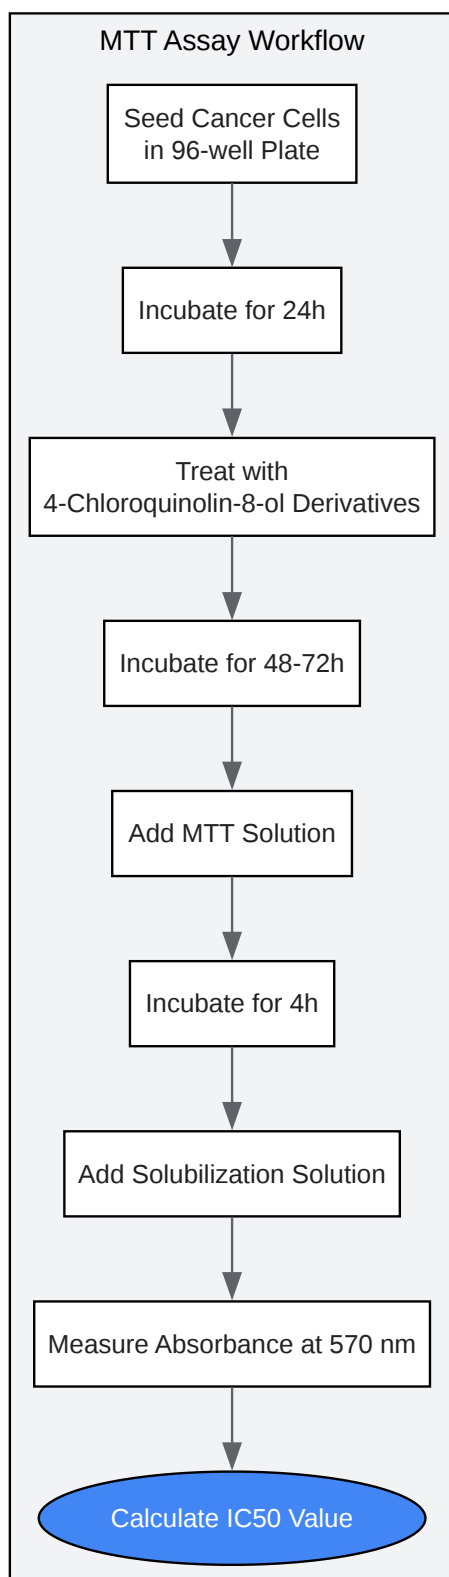 MTT Assay Workflow
Seed Cancer Cells
in 96-well Plate
Incubate for 24h
Treat with
4-Chloroquinolin-8-ol Derivatives
Incubate for 48-72h
Add MTT Solution
Incubate for 4h
Add Solubilization Solution
Measure Absorbance at 570 nm
Calculate IC50 Value